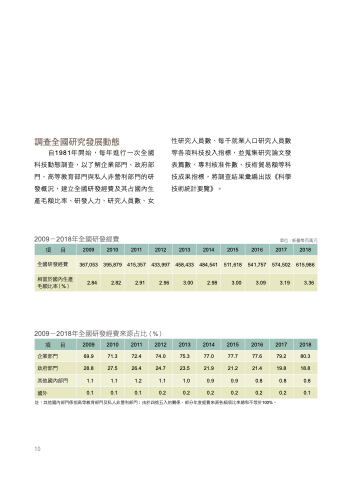 調查全國研究發展動態
自1981年開始，每年進行一次全國
科技動態調查，以了解企業部門、政府部
門、高等教育部門與私人非營利部門的研
發概況，建立全國研發經費及其占國內生
產毛額比率、研發人力、研究人員數、女
性研究人員數、每千就業人口研究人員數
等各項科技投入指標，並蒐集研究論文發
表篇數、專利核准件數、技術貿易額等科
技成果指標，將調查結果彙編出版《科學
技術統計要覽》。
2009－2018年全國研發經費
單位：新臺幣百萬元
項 目 2009 2010 2011 2012 2013 2014 2015 2016 2017 2018
全國研發經費 367,053 395,879 415,357 433,997 458,433 484,541 511,618 541,757 574,502 615,986
相當於國內生產
毛額比率（%） 2.84 2.82 2.91 2.96 3.00 2.98 3.00 3.09 3.19 3.36
2009－2018年全國研發經費來源占比（%）
項 目 2009 2010 2011 2012 2013 2014 2015 2016 2017 2018
企業部門 69.9 71.3 72.4 74.0 75.3 77.0 77.7 77.6 79.2 80.3
政府部門 28.8 27.5 26.4 24.7 23.5 21.9 21.2 21.4 19.8 18.8
其他國內部門 1.1 1.1 1.2 1.1 1.0 0.9 0.9 0.8 0.8 0.8
國外 0.1 0.1 0.1 0.2 0.2 0.2 0.2 0.2 0.2 0.1
註：其他國內部門係指高等教育部門及私人非營利部門；由於四捨五入的關係，部分年度經費來源各細項比率總和不等於100%。
10